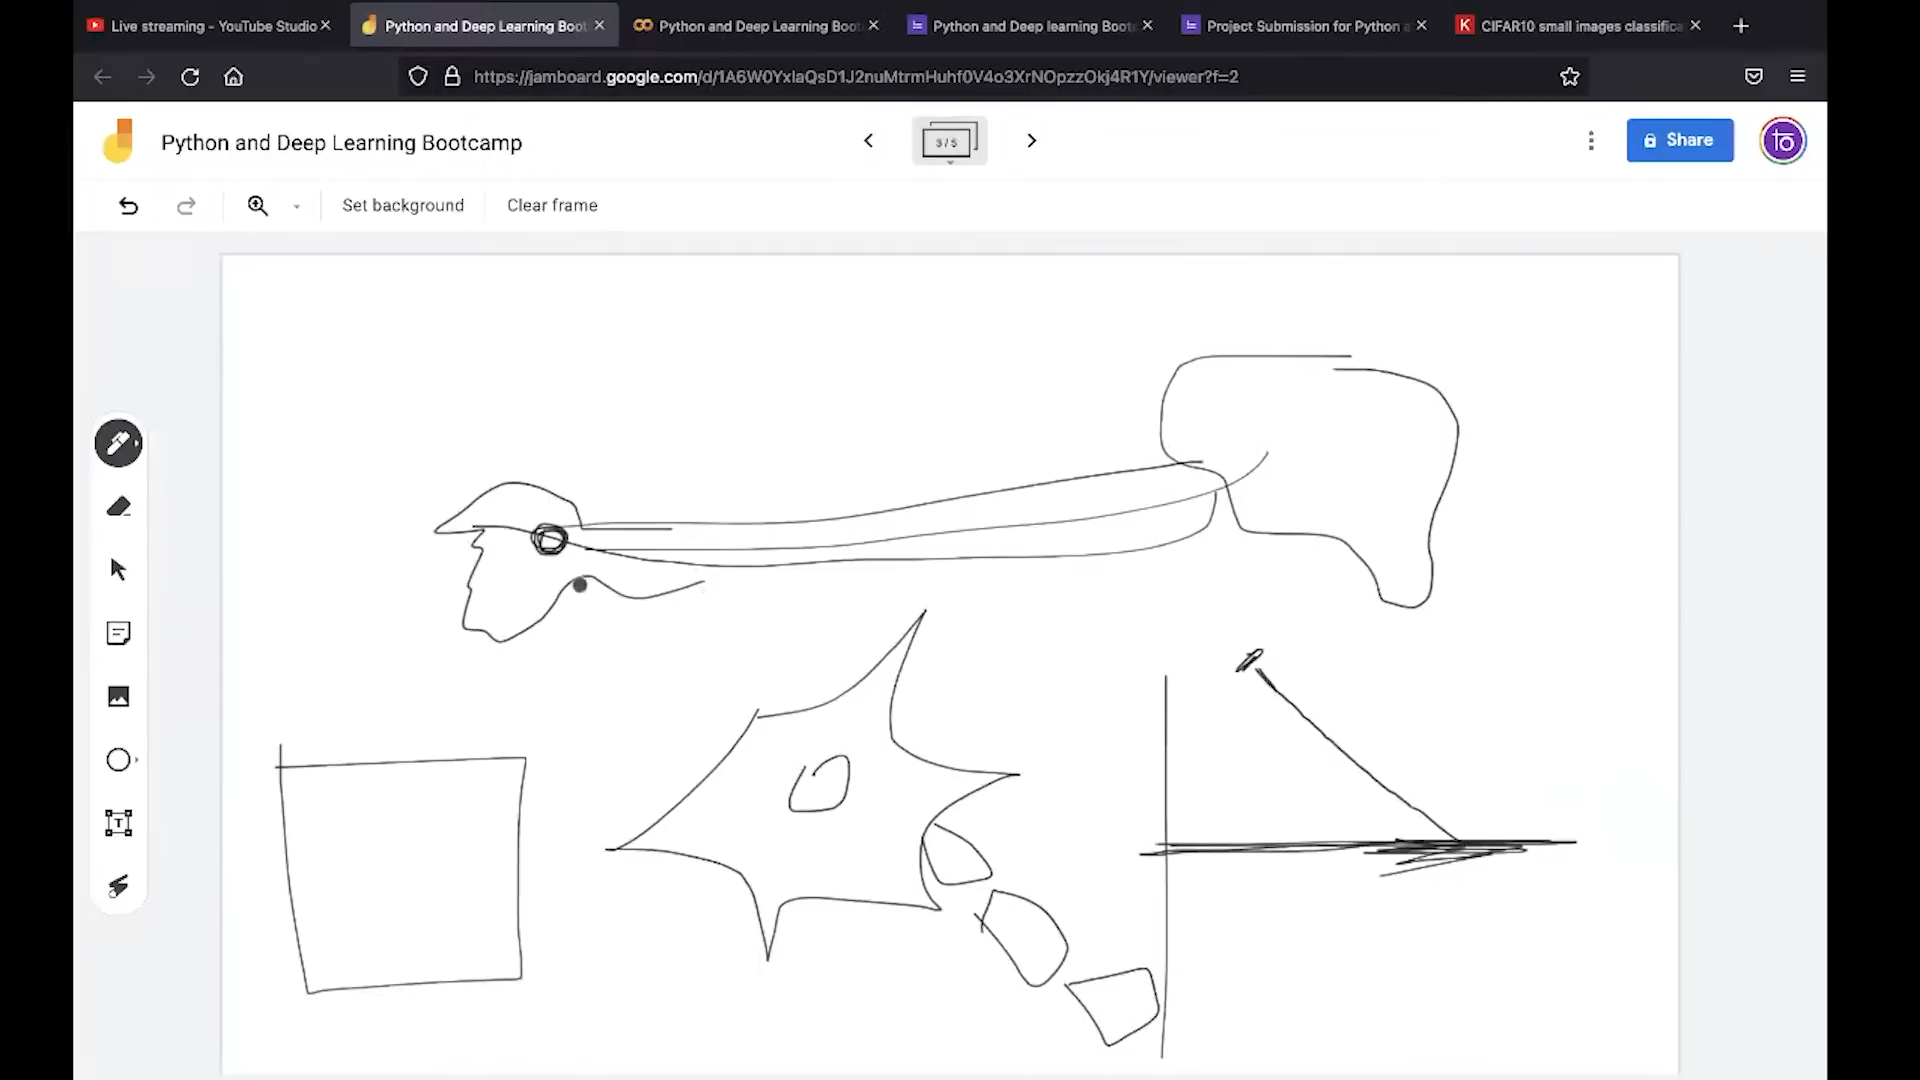 Live streaming - YouTube Studio
Python and Deep Learning Boot
Python and Deep Learning Boot
Python and Deep learning Boot
Project Submission for Python a
CIFAR10 small images classifica
https://jamboard.google.com/d/1A6W0YxlaQsD1J2nuMtrmHuhf0V4o3XrNOpzzOkj4R1Y/viewer?f=2
Python and Deep Learning Bootcamp
3 / 5
Share
to
Set background
Clear frame